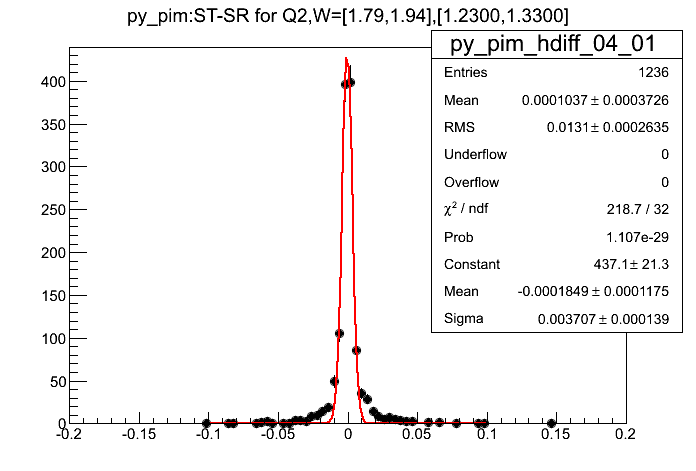 py_pim:ST-SR for Q2,W=[1.79,1.94],[1.2300,1.3300]
py_pim_hdiff_04_01
Entries 1236
Mean 0.0001037 ± 0.0003726
RMS 0.0131 ± 0.0002635
Underflow 0
Overflow 0
χ² / ndf 218.7 / 32
Prob 1.107e-29
Constant 437.1 ± 21.3
Mean -0.0001849 ± 0.0001175
Sigma 0.003707 ± 0.000139
400
350
300
250
200
150
100
50
0
-0.2 -0.15 -0.1 -0.05 0 0.05 0.1 0.15 0.2